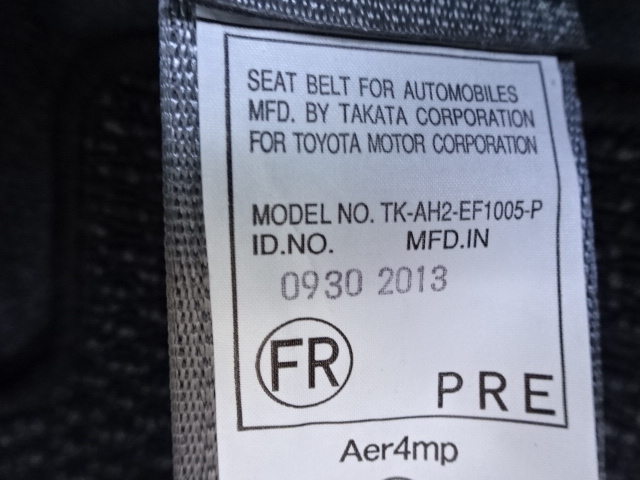 SEAT BELT FOR AUTOMOBILES
MFD. BY TAKATA CORPORATION
FOR TOYOTA MOTOR CORPORATION
MODEL NO. TK-AH2-EF1005-P
ID.NO. MFD.IN
0930 2013
FR PRE
Aer4mp